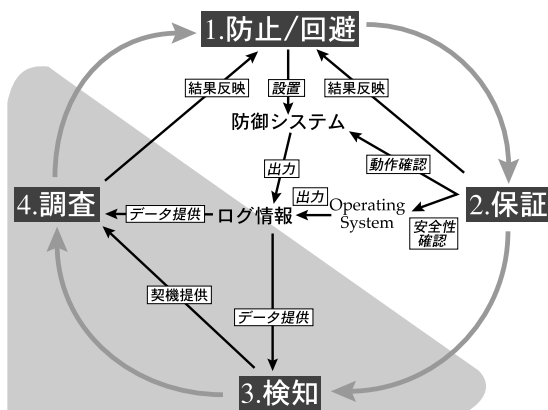 1.防止/回避
結果反映
設置
結果反映
防御システム
動作確認
出力
4.調査
データ提供
ログ情報
出力
Operating
System
2.保証
安全性
確認
契機提供
データ提供
3.検知